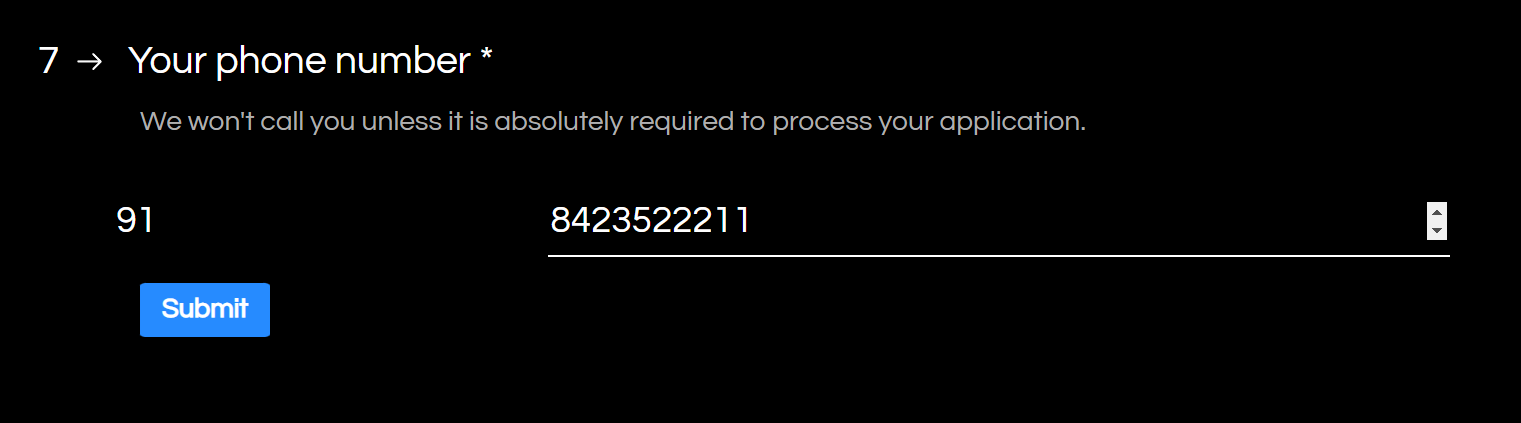 7 → Your phone number *
We won't call you unless it is absolutely required to process your application.
91 8423522211
Submit